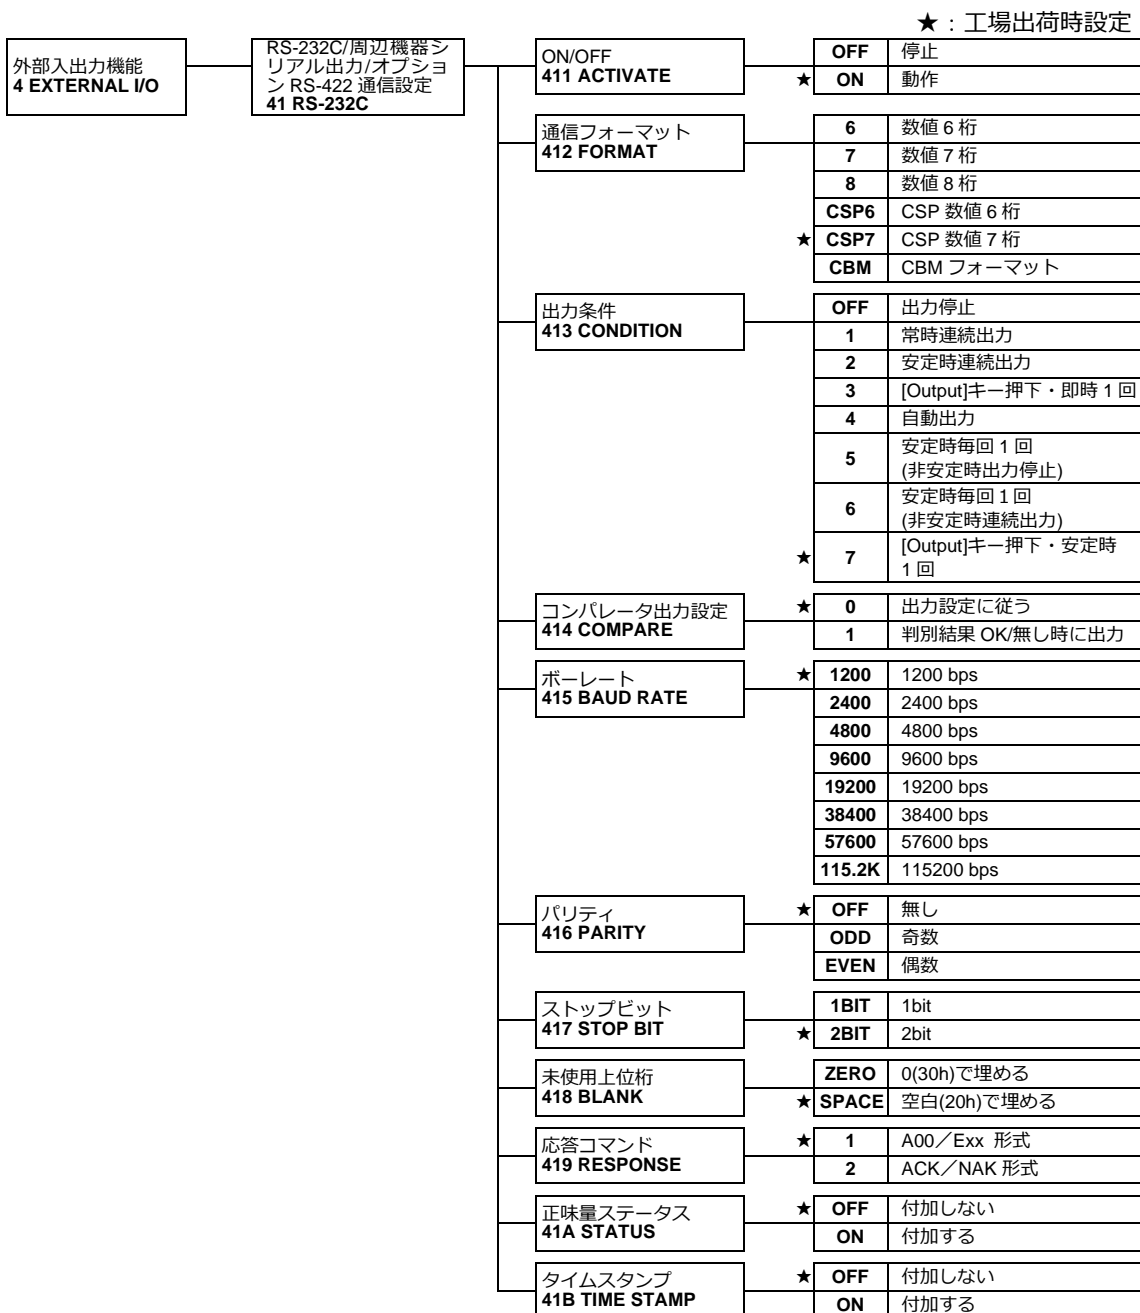 ★：工場出荷時設定
外部入出力機能
4 EXTERNAL I/O
RS-232C/周辺機器シ
リアル出力/オプショ
ン RS-422 通信設定
41 RS-232C
ON/OFF
411 ACTIVATE
OFF 停止
★ ON 動作
通信フォーマット
412 FORMAT
6 数値 6 桁
7 数値 7 桁
8 数値 8 桁
CSP6 CSP 数値 6 桁
★ CSP7 CSP 数値 7 桁
CBM CBM フォーマット
出力条件
413 CONDITION
OFF 出力停止
1 常時連続出力
2 安定時連続出力
3 [Output]キー押下・即時 1 回
4 自動出力
5 安定時毎回 1 回
(非安定時出力停止)
6 安定時毎回 1 回
(非安定時連続出力)
★ 7 [Output]キー押下・安定時
1 回
コンパレータ出力設定
414 COMPARE
★ 0 出力設定に従う
1 判別結果 OK/無し時に出力
ボーレート
415 BAUD RATE
★ 1200 1200 bps
2400 2400 bps
4800 4800 bps
9600 9600 bps
19200 19200 bps
38400 38400 bps
57600 57600 bps
115.2K 115200 bps
パリティ
416 PARITY
★ OFF 無し
ODD 奇数
EVEN 偶数
ストップビット
417 STOP BIT
1BIT 1bit
★ 2BIT 2bit
未使用上位桁
418 BLANK
ZERO 0(30h)で埋める
★ SPACE 空白(20h)で埋める
応答コマンド
419 RESPONSE
★ 1 A00／Exx 形式
2 ACK／NAK 形式
正味量ステータス
41A STATUS
★ OFF 付加しない
ON 付加する
タイムスタンプ
41B TIME STAMP
★ OFF 付加しない
ON 付加する